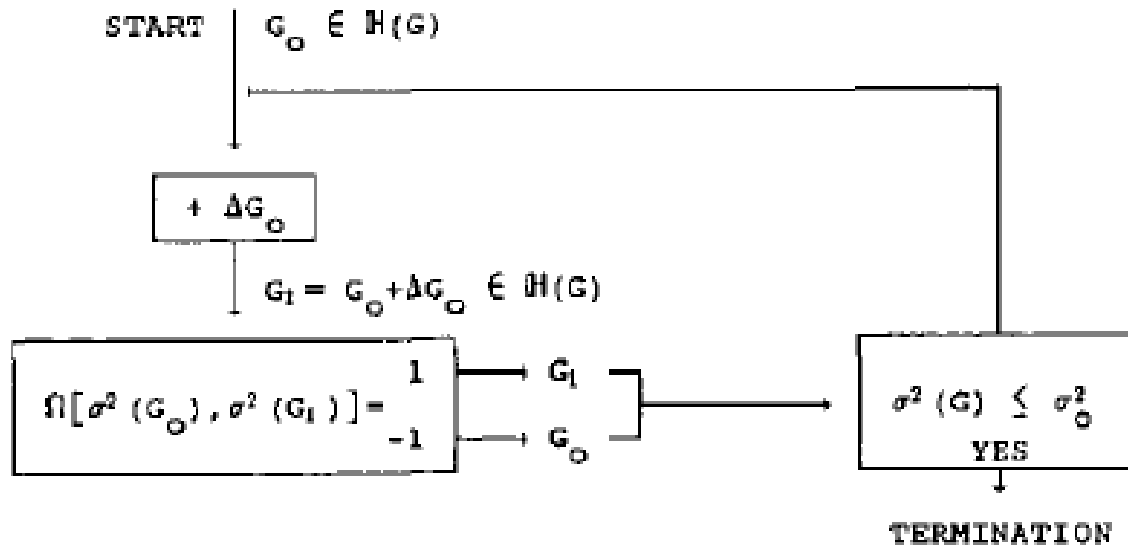 START G₀ ∈ ℍ(G)
+ ΔG₀
G₁ = G₀+ΔG₀ ∈ ℍ(G)
Ω[σ² (G₀), σ² (G₁)]=
1
-1
G₁
G₀
σ² (G) ≤ σ₀²
YES
TERMINATION